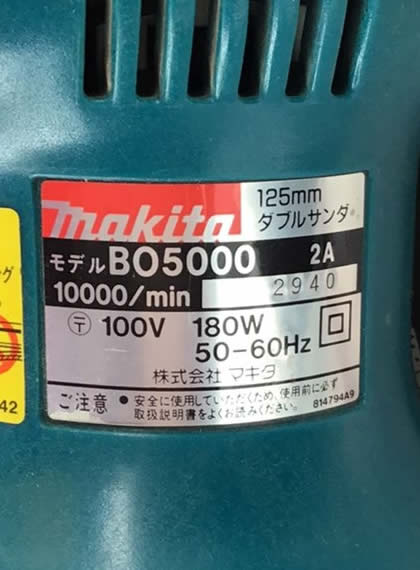 makita
125mm
ダブルサンダ
モデル BO5000 2A
10000/min 2940
〒 100V 180W
50-60Hz
株式会社 マキタ
ご注意 ● 安全に使用していただくため、使用前に必ず
取扱説明書をよくお読みください。 814794A9
グ
42